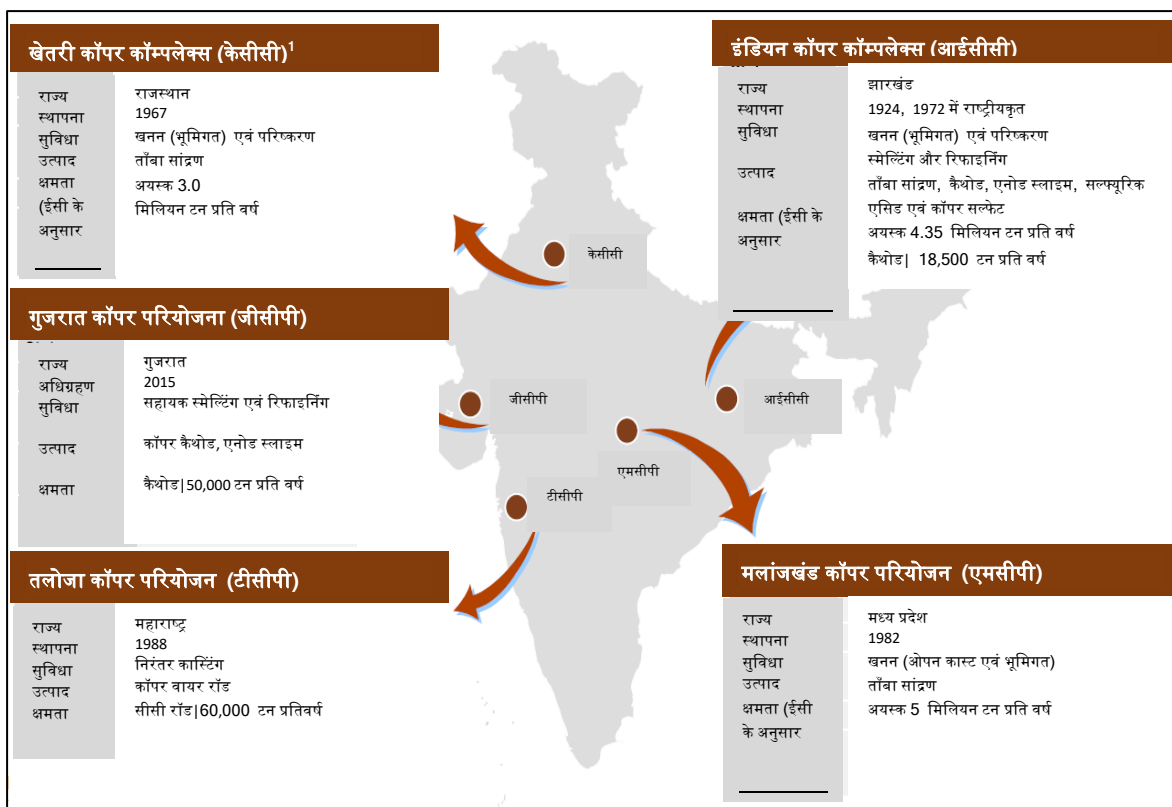 खेतरी कॉपर कॉम्पलेक्स (केसीसी)¹
राज्य राजस्थान
स्थापना 1967
सुविधा खनन (भूमिगत) एवं परिष्करण
उत्पाद ताँबा सांद्रण
क्षमता अयस्क 3.0
(ईसी के मिलियन टन प्रति वर्ष
अनुसार
इंडियन कॉपर कॉम्पलेक्स (आईसीसी)
राज्य झारखंड
स्थापना 1924, 1972 में राष्ट्रीयकृत
सुविधा खनन (भूमिगत) एवं परिष्करण
स्मेल्टिंग और रिफाइनिंग
उत्पाद ताँबा सांद्रण, कैथोड, एनोड स्लाइम, सल्फ्यूरिक
एसिड एवं कॉपर सल्फेट
क्षमता (ईसी के अयस्क 4.35 मिलियन टन प्रति वर्ष
अनुसार कैथोड| 18,500 टन प्रति वर्ष
केसीसी
गुजरात कॉपर परियोजना (जीसीपी)
राज्य गुजरात
अधिग्रहण 2015
सुविधा सहायक स्मेल्टिंग एवं रिफाइनिंग
उत्पाद कॉपर कैथोड, एनोड स्लाइम
क्षमता कैथोड|50,000 टन प्रति वर्ष
जीसीपी
आईसीसी
एमसीपी
टीसीपी
तलोजा कॉपर परियोजन (टीसीपी)
राज्य महाराष्ट्र
स्थापना 1988
सुविधा निरंतर कास्टिंग
उत्पाद कॉपर वायर रॉड
क्षमता सीसी रॉड|60,000 टन प्रतिवर्ष
मलांजखंड कॉपर परियोजन (एमसीपी)
राज्य मध्य प्रदेश
स्थापना 1982
सुविधा खनन (ओपन कास्ट एवं भूमिगत)
उत्पाद ताँबा सांद्रण
क्षमता (ईसी अयस्क 5 मिलियन टन प्रति वर्ष
के अनुसार